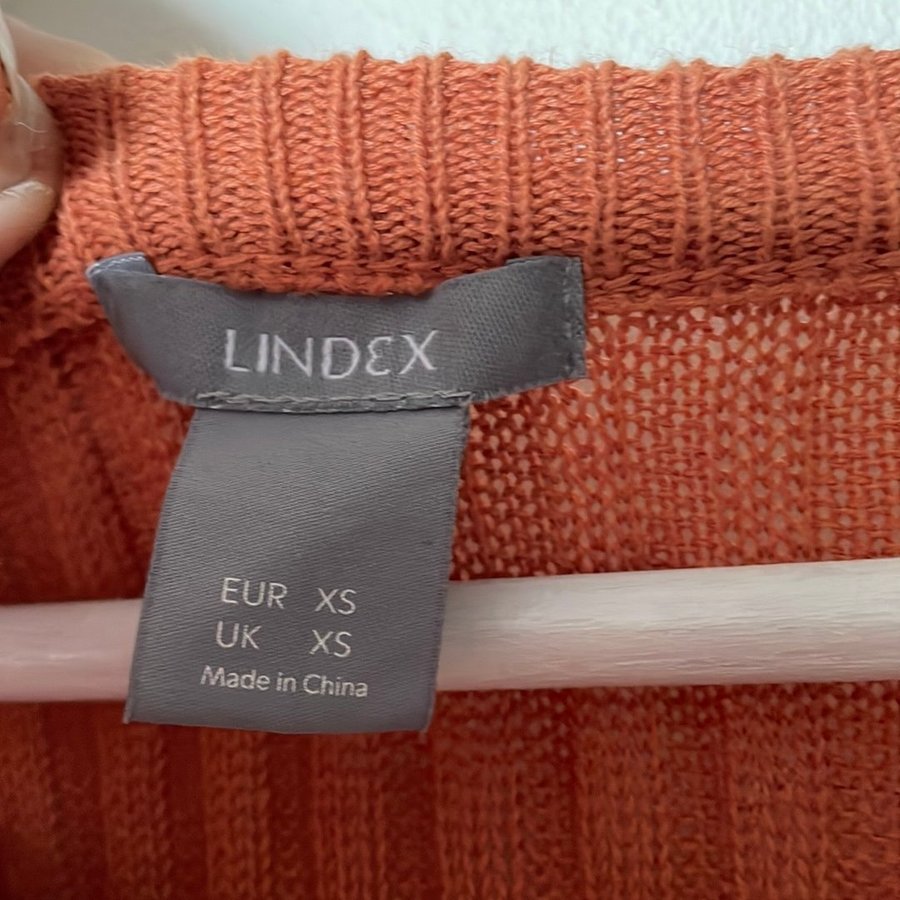 LINDEX
EUR XS
UK XS
Made in China